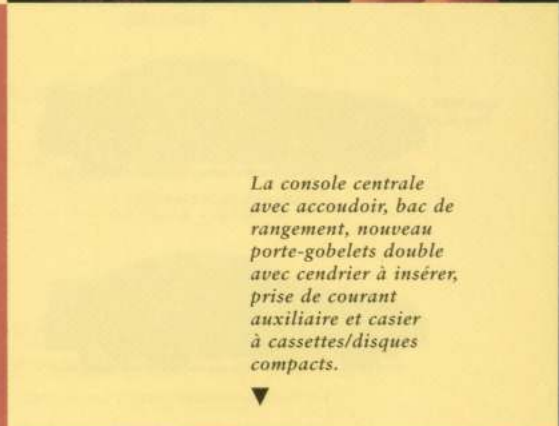 La console centrale
avec accoudoir, bac de
rangement, nouveau
porte-gobelets double
avec cendrier à insérer,
prise de courant
auxiliaire et casier
à cassettes/disques
compacts.
▼